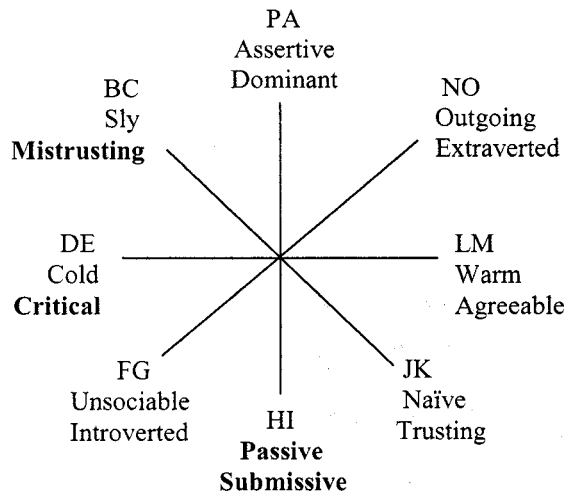 PA
Assertive
Dominant
BC
Sly
Mistrusting
NO
Outgoing
Extraverted
DE
Cold
Critical
LM
Warm
Agreeable
FG
Unsociable
Introverted
HI
Passive
Submissive
JK
Naïve
Trusting